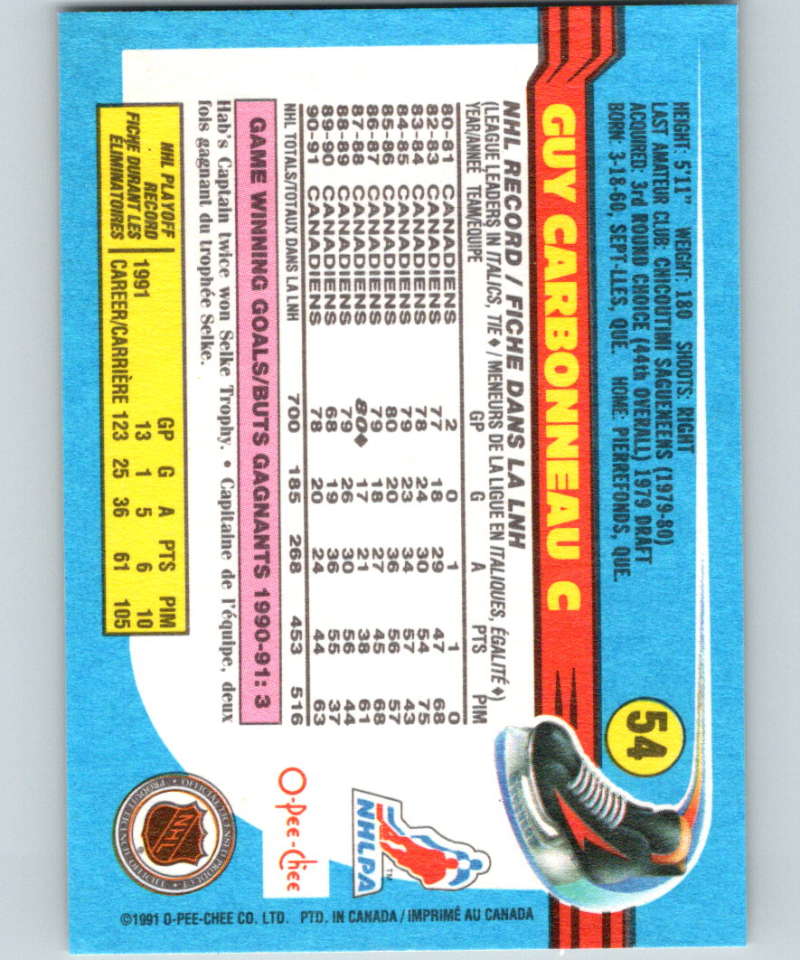 54
HEIGHT: 5'11" WEGHT: 180 SHOOTS: RIGHT
LAST AMATEUR CLUB: CHICOUTIMI SAGUENEENS (1979-80)
ACQUIRED: 3rd ROUND CHOICE (44th OVERALL) 1979 DRAFT
BORN: 3-18-60, SEPT-LLES, QUE. HOME: PIERREFONDS, QUE.
GUY CARBONNEAU C
NHL RECORD / FICHE DANS LA LNH
(LEAGUE LEADERS IN ITALICS, TIE ♦ / MENEURS DE LA LIGUE EN ITALIQUES, ÉGALITÉ ♦)
YEAR/ANNÉE TEAM/ÉQUIPE GP G A PTS PIM
80-81 CANADIENS 2 0 1 1 0
82-83 CANADIENS 77 18 29 47 68
83-84 CANADIENS 78 24 30 54 75
84-85 CANADIENS 79 23 34 57 43
85-86 CANADIENS 80 20 36 56 57
86-87 CANADIENS 79 18 27 45 68
87-88 CANADIENS 80♦ 17 21 38 61
88-89 CANADIENS 79 26 30 56 44
89-90 CANADIENS 68 19 36 55 37
90-91 CANADIENS 78 20 24 44 63
NHL TOTALS/TOTAUX DANS LA LNH 700 185 268 453 516
GAME WINNING GOALS/BUTS GAGNANTS 1990-91: 3
Hab's Captain twice won Selke Trophy. • Capitaine de l'équipe, deux
fois gagnant du trophée Selke.
NHL PLAYOFF
RECORD
FICHE DURANT LES
ÉLIMINATOIRES
GP G A PTS PIM
1991 13 1 5 6 10
CAREER/CARRIÈRE 123 25 36 61 105
NHLPA
TM
O-Pee-Chee
NHL
OFFICIAL LICENSED PRODUCT
©1991 O-PEE-CHEE CO. LTD. PTD. IN CANADA / IMPRIMÉ AU CANADA